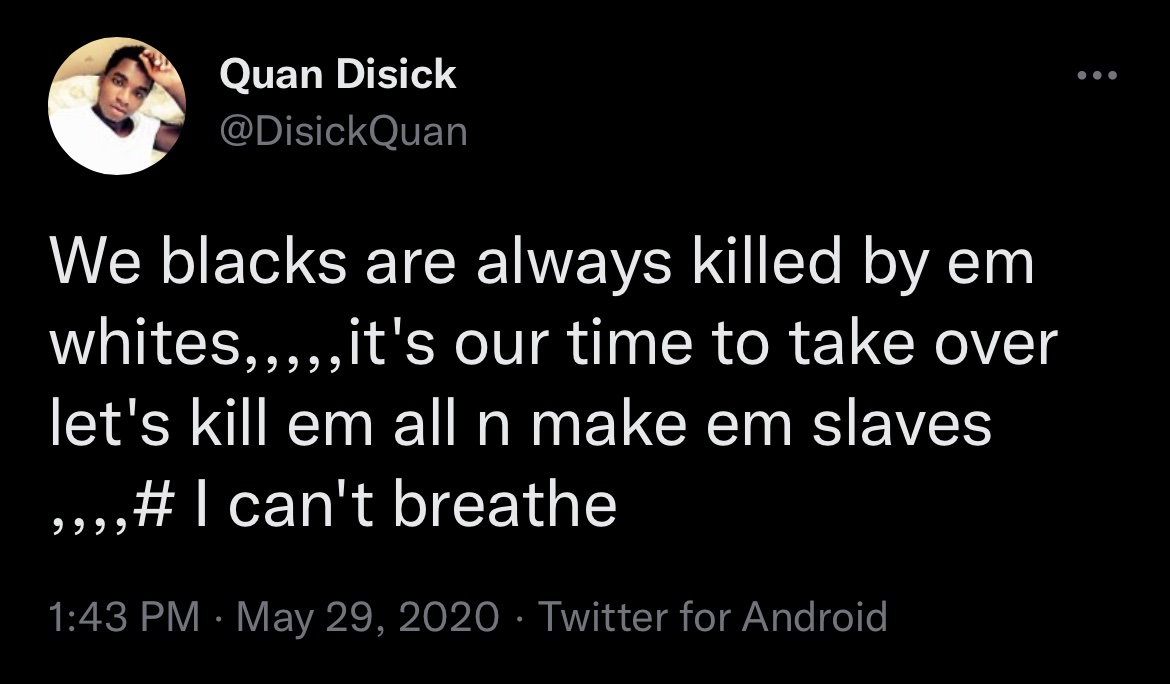 Quan Disick
@DisickQuan
We blacks are always killed by em
whites,,,,,it's our time to take over
let's kill em all n make em slaves
,,,,# I can't breathe
1:43 PM · May 29, 2020 · Twitter for Android